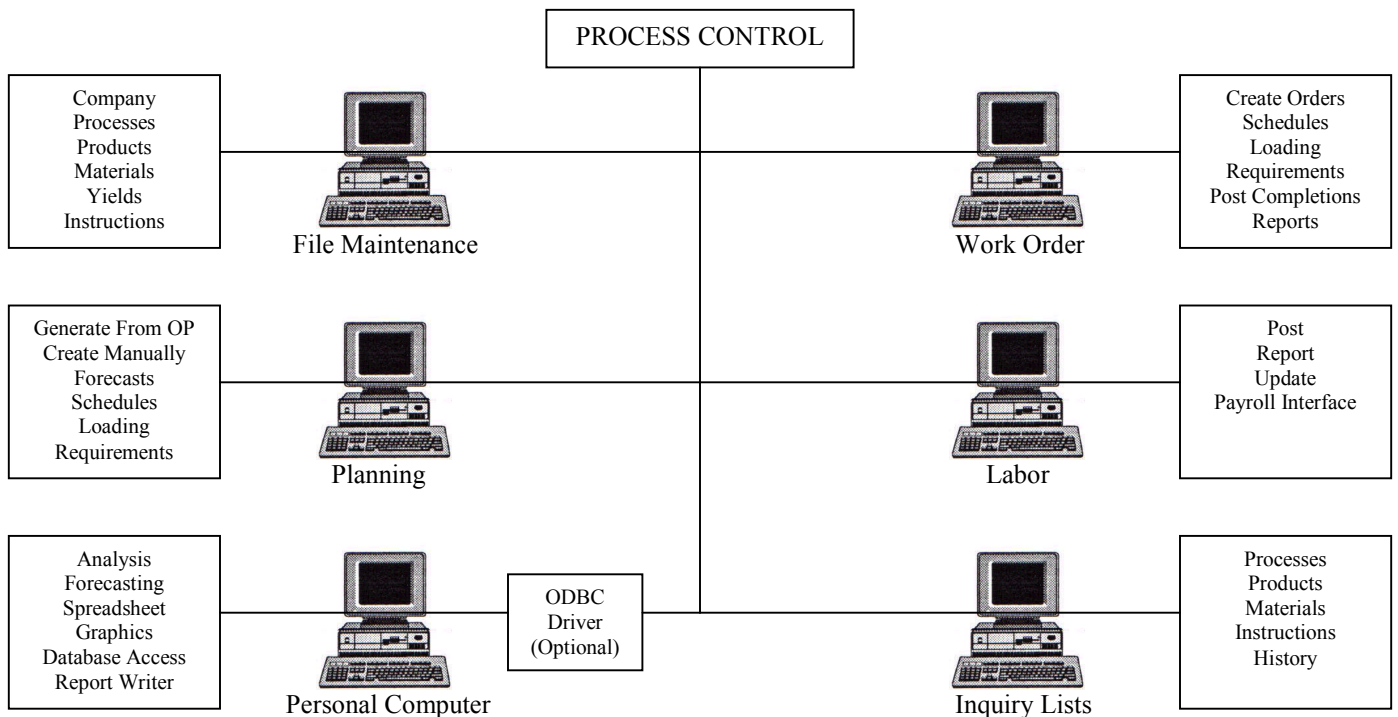 PROCESS CONTROL
Company
Processes
Products
Materials
Yields
Instructions
File Maintenance
Create Orders
Schedules
Loading
Requirements
Post Completions
Reports
Work Order
Generate From OP
Create Manually
Forecasts
Schedules
Loading
Requirements
Planning
Post
Report
Update
Payroll Interface
Labor
Analysis
Forecasting
Spreadsheet
Graphics
Database Access
Report Writer
Personal Computer
ODBC
Driver
(Optional)
Processes
Products
Materials
Instructions
History
Inquiry Lists